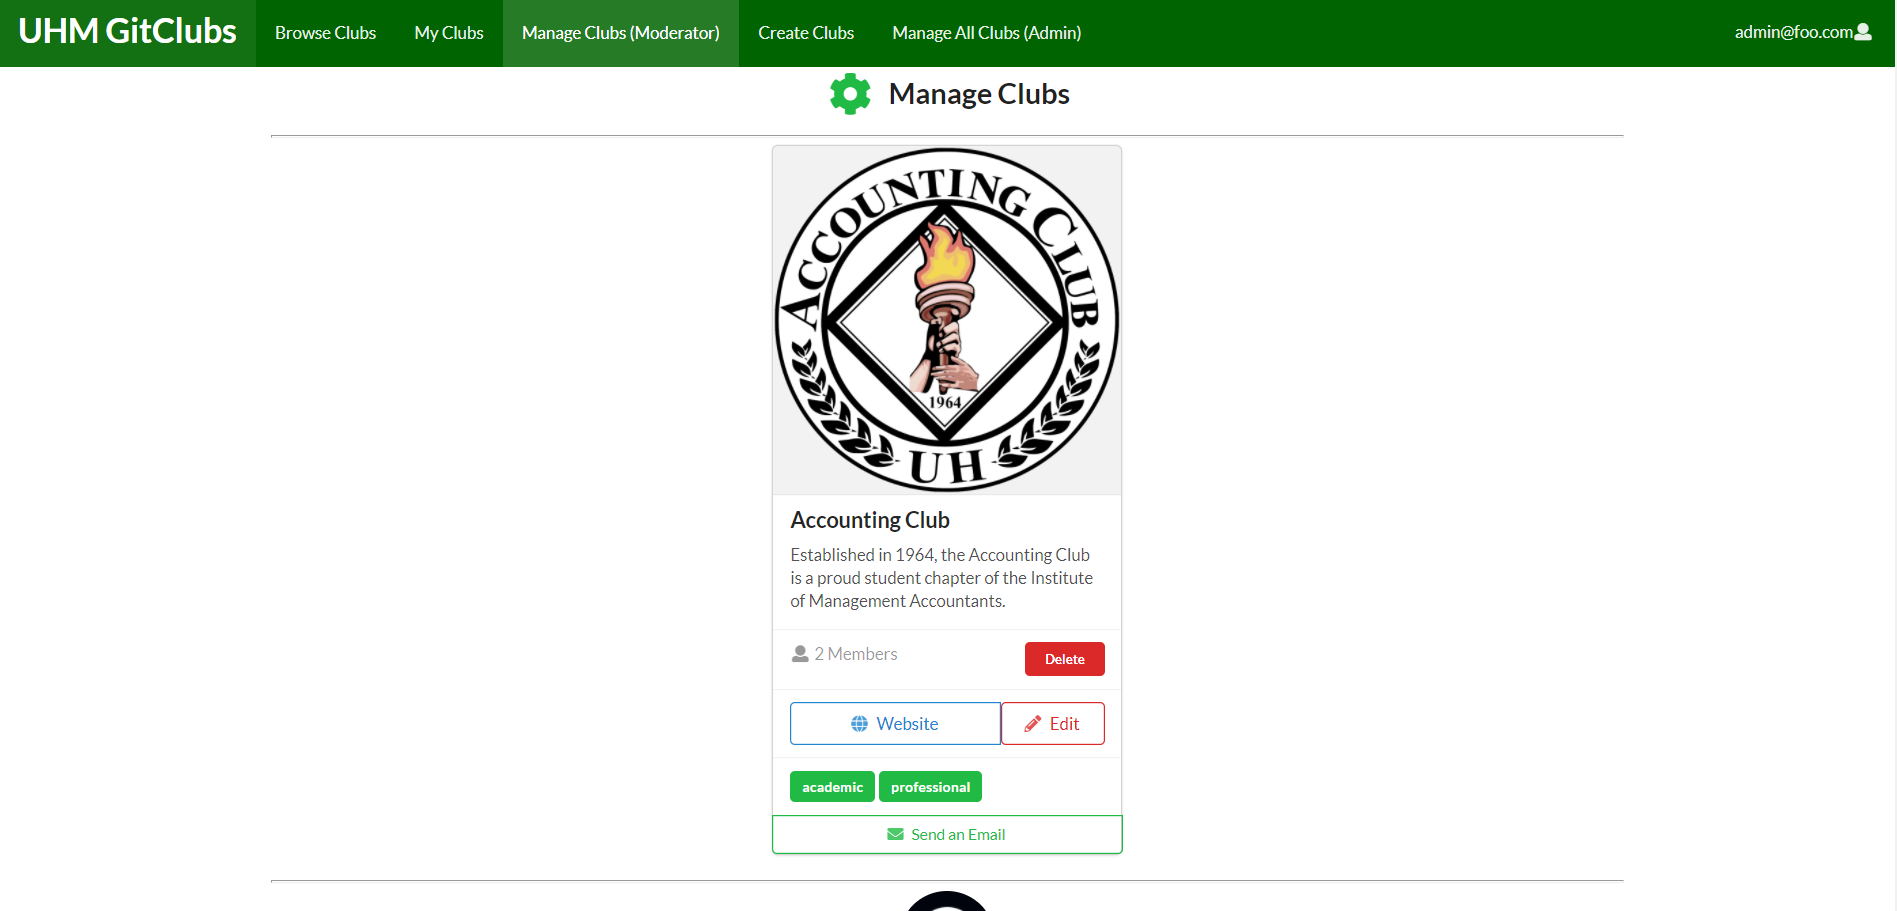 UHM GitClubs Browse Clubs My Clubs Manage Clubs (Moderator) Create Clubs Manage All Clubs (Admin) admin@foo.com
Manage Clubs
ACCOUNTING CLUB
1964
UH
Accounting Club
Established in 1964, the Accounting Club
is a proud student chapter of the Institute
of Management Accountants.
2 Members Delete
Website Edit
academic professional
Send an Email